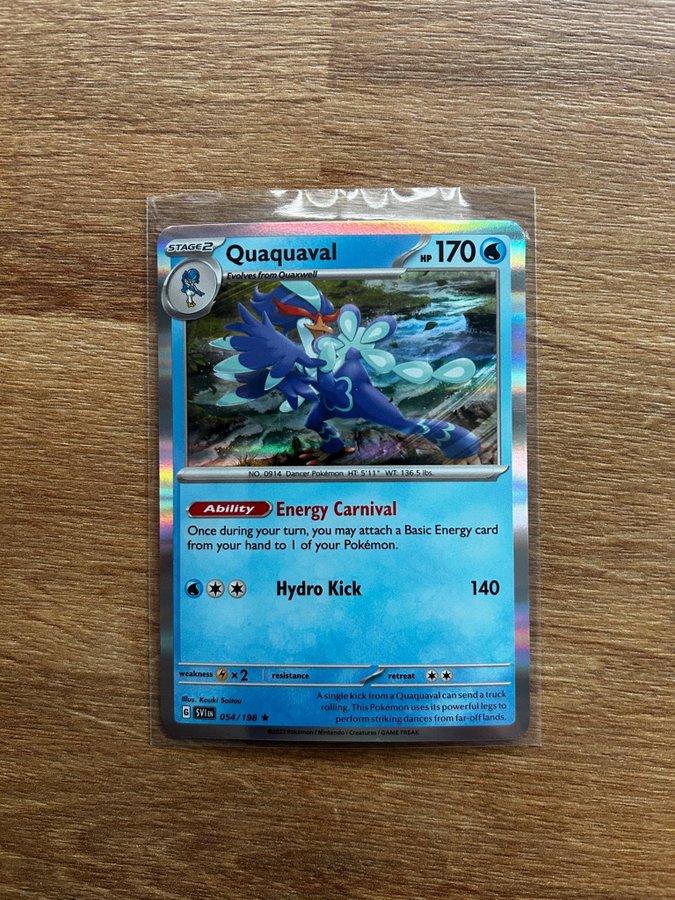 STAGE2 Quaquaval HP 170
Evolves from Quaxwell
NO. 0914 Dancer Pokémon HT: 5'11" WT: 136.5 lbs.
Ability Energy Carnival
Once during your turn, you may attach a Basic Energy card
from your hand to 1 of your Pokémon.
Hydro Kick 140
weakness ×2 resistance retreat
Illus. Kouki Saitou
G SVI EN 054/198 ★
A single kick from a Quaquaval can send a truck
rolling. This Pokémon uses its powerful legs to
perform striking dances from far-off lands.
©2023 Pokémon / Nintendo / Creatures / GAME FREAK